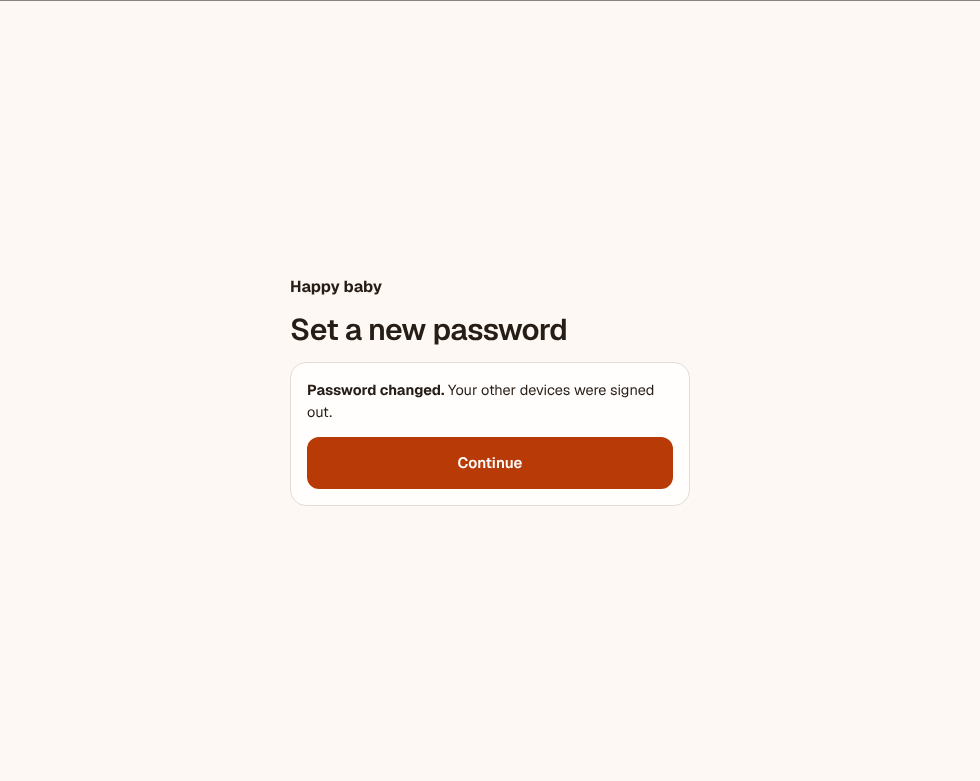 Happy baby
Set a new password
Password changed. Your other devices were signed
out.
Continue